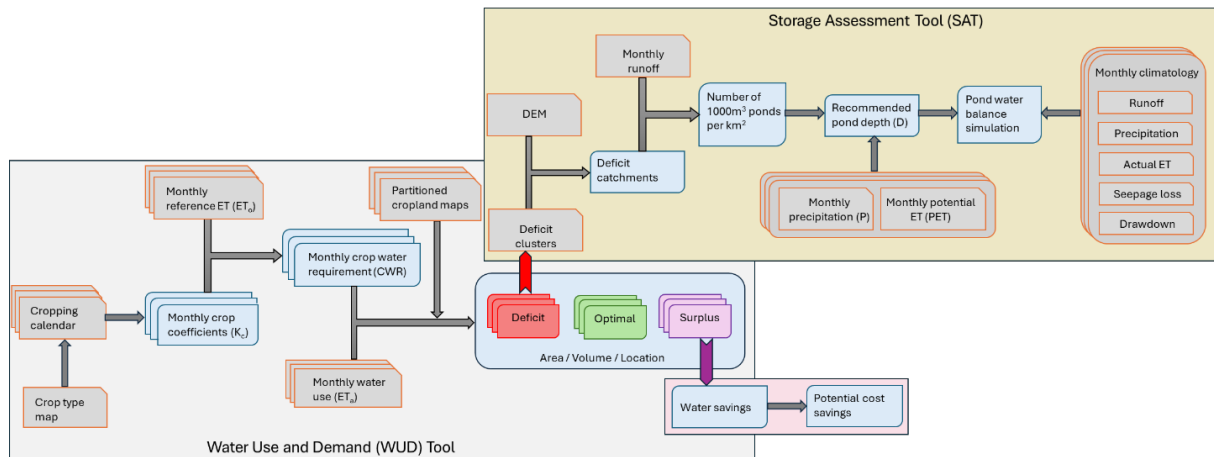 Storage Assessment Tool (SAT)
Monthly
runoff
Monthly climatology
DEM
Number of
1000m³ ponds
per km²
Recommended
pond depth (D)
Pond water
balance
simulation
Runoff
Precipitation
Actual ET
Seepage loss
Drawdown
Deficit
catchments
Monthly
precipitation (P)
Monthly potential
ET (PET)
Deficit
clusters
Monthly
reference ET (ETₒ)
Partitioned
cropland maps
Monthly crop water
requirement (CWR)
Cropping
calendar
Monthly crop
coefficients (K꜀)
Deficit
Optimal
Surplus
Area / Volume / Location
Crop type
map
Monthly water
use (ETₐ)
Water savings
Potential cost
savings
Water Use and Demand (WUD) Tool